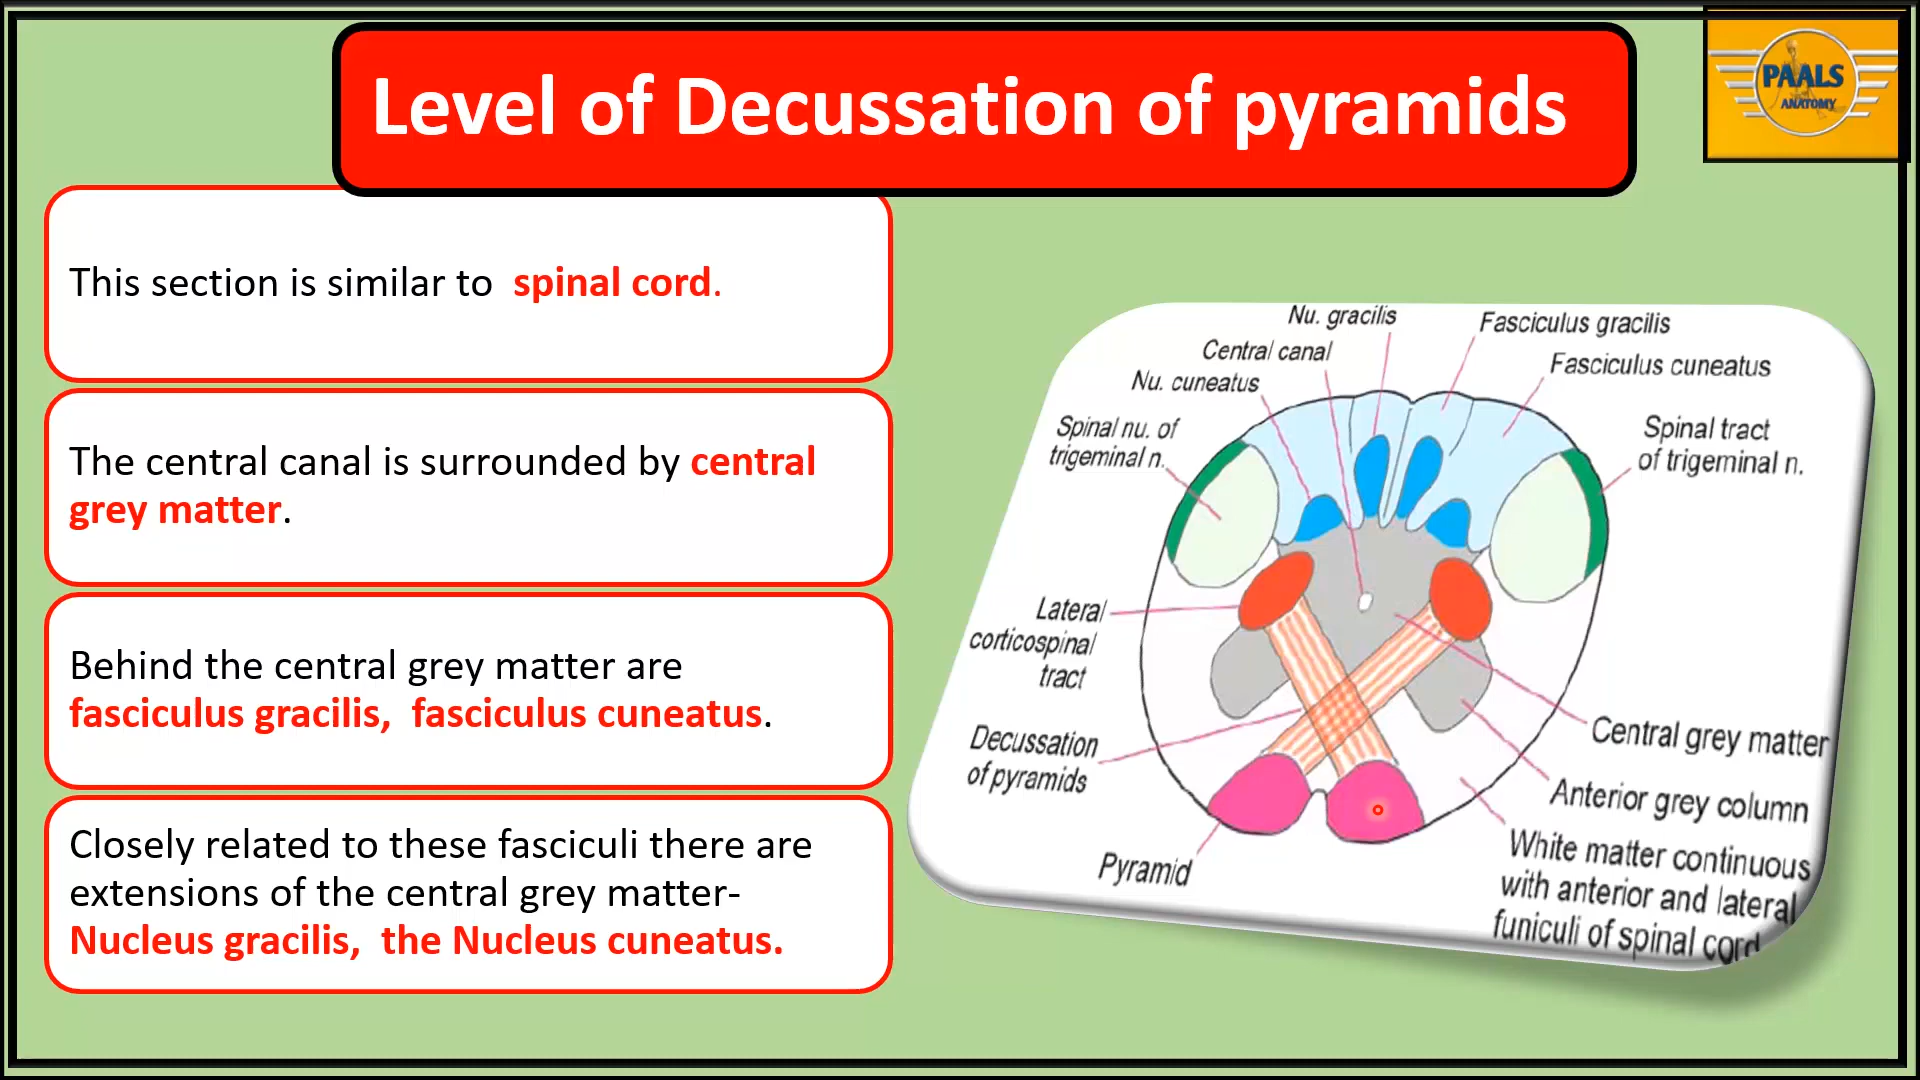 Level of Decussation of pyramids
PAALS
ANATOMY
This section is similar to spinal cord.
The central canal is surrounded by central
grey matter.
Behind the central grey matter are
fasciculus gracilis, fasciculus cuneatus.
Closely related to these fasciculi there are
extensions of the central grey matter-
Nucleus gracilis, the Nucleus cuneatus.
Nu. gracilis
Fasciculus gracilis
Central canal
Fasciculus cuneatus
Nu. cuneatus
Spinal nu. of
trigeminal n.
Spinal tract
of trigeminal n.
Lateral
corticospinal
tract
Decussation
of pyramids
Central grey matter
Anterior grey column
Pyramid
White matter continuous
with anterior and lateral
funiculi of spinal cord